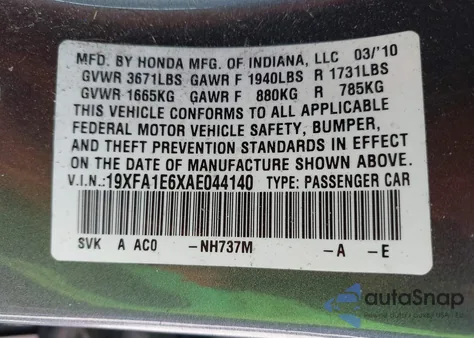 MFD. BY HONDA MFG. OF INDIANA, LLC 03/'10
GVWR 3671LBS GAWR F 1940LBS R 1731LBS
GVWR 1665KG GAWR F 880KG R 785KG
THIS VEHICLE CONFORMS TO ALL APPLICABLE
FEDERAL MOTOR VEHICLE SAFETY, BUMPER,
AND THEFT PREVENTION STANDARDS IN EFFECT
ON THE DATE OF MANUFACTURE SHOWN ABOVE.
V.I.N.: 19XFA1E6XAE044140 TYPE: PASSENGER CAR
SVK A AC0 –NH737M –A –E
autoSnap